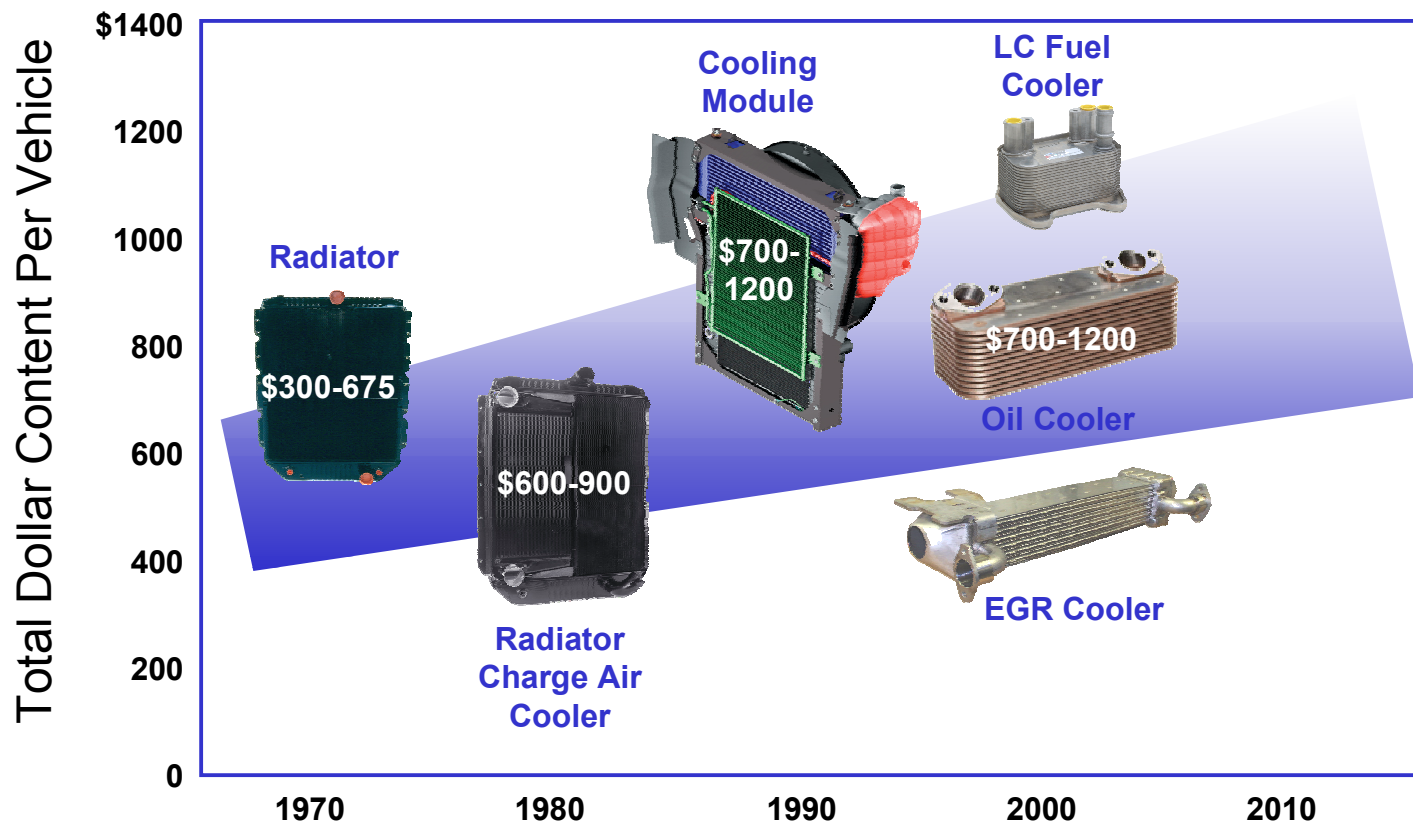 Total Dollar Content Per Vehicle
$1400
1200
1000
800
600
400
200
0
Radiator
$300-675
$600-900
Radiator
Charge Air
Cooler
Cooling
Module
$700-
1200
LC Fuel
Cooler
$700-1200
Oil Cooler
EGR Cooler
1970
1980
1990
2000
2010